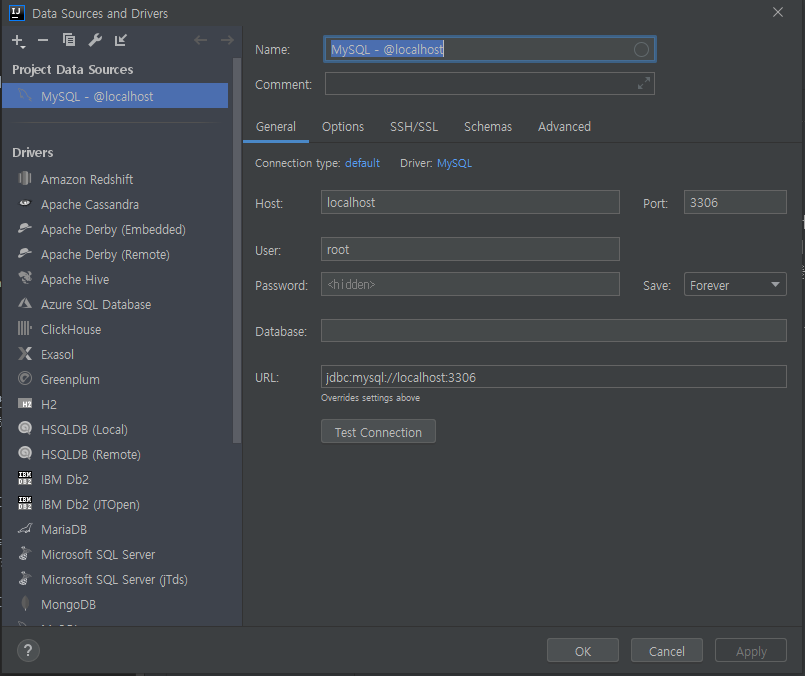 Data Sources and Drivers
Project Data Sources
MySQL - @localhost
Drivers
Amazon Redshift
Apache Cassandra
Apache Derby (Embedded)
Apache Derby (Remote)
Apache Hive
Azure SQL Database
ClickHouse
Exasol
Greenplum
H2
HSQLDB (Local)
HSQLDB (Remote)
IBM Db2
IBM Db2 (JTOpen)
MariaDB
Microsoft SQL Server
Microsoft SQL Server (jTds)
MongoDB
Name: MySQL - @localhost
Comment:
General Options SSH/SSL Schemas Advanced
Connection type: default Driver: MySQL
Host: localhost Port: 3306
User: root
Password: <hidden> Save: Forever
Database:
URL: jdbc:mysql://localhost:3306
Overrides settings above
Test Connection
? OK Cancel Apply